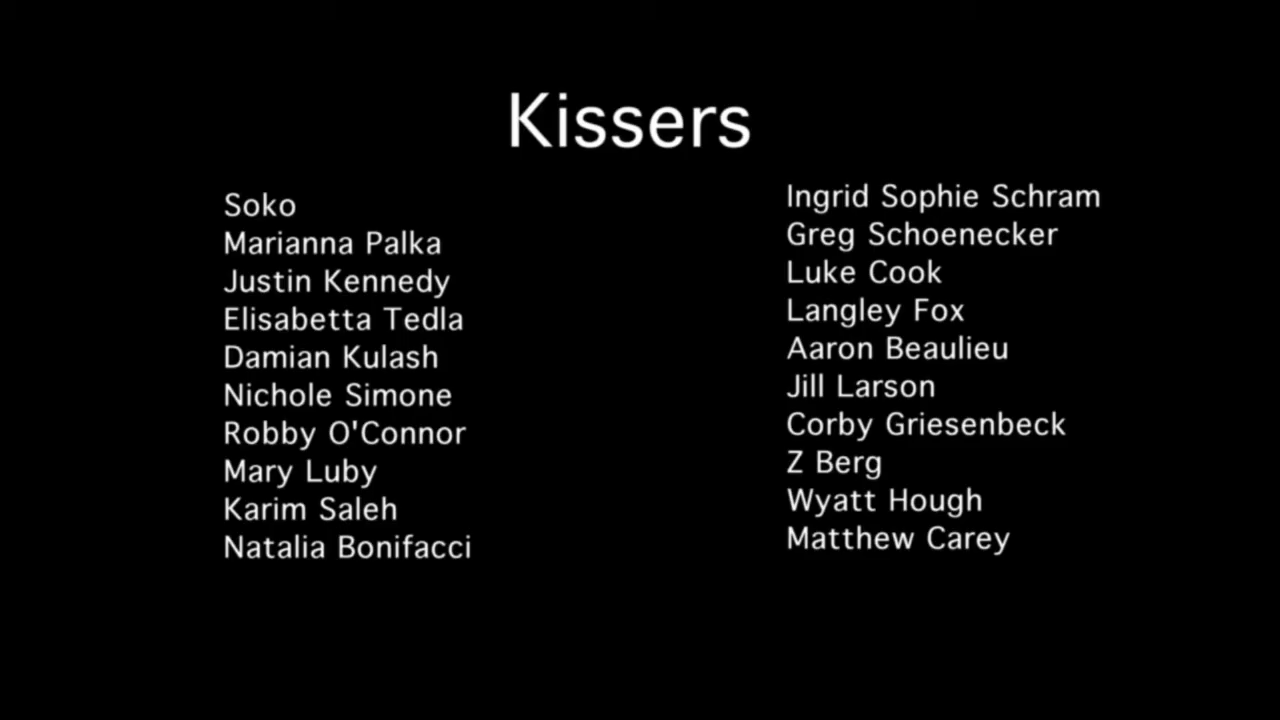 Kissers
Soko
Marianna Palka
Justin Kennedy
Elisabetta Tedla
Damian Kulash
Nichole Simone
Robby O'Connor
Mary Luby
Karim Saleh
Natalia Bonifacci
Ingrid Sophie Schram
Greg Schoenecker
Luke Cook
Langley Fox
Aaron Beaulieu
Jill Larson
Corby Griesenbeck
Z Berg
Wyatt Hough
Matthew Carey